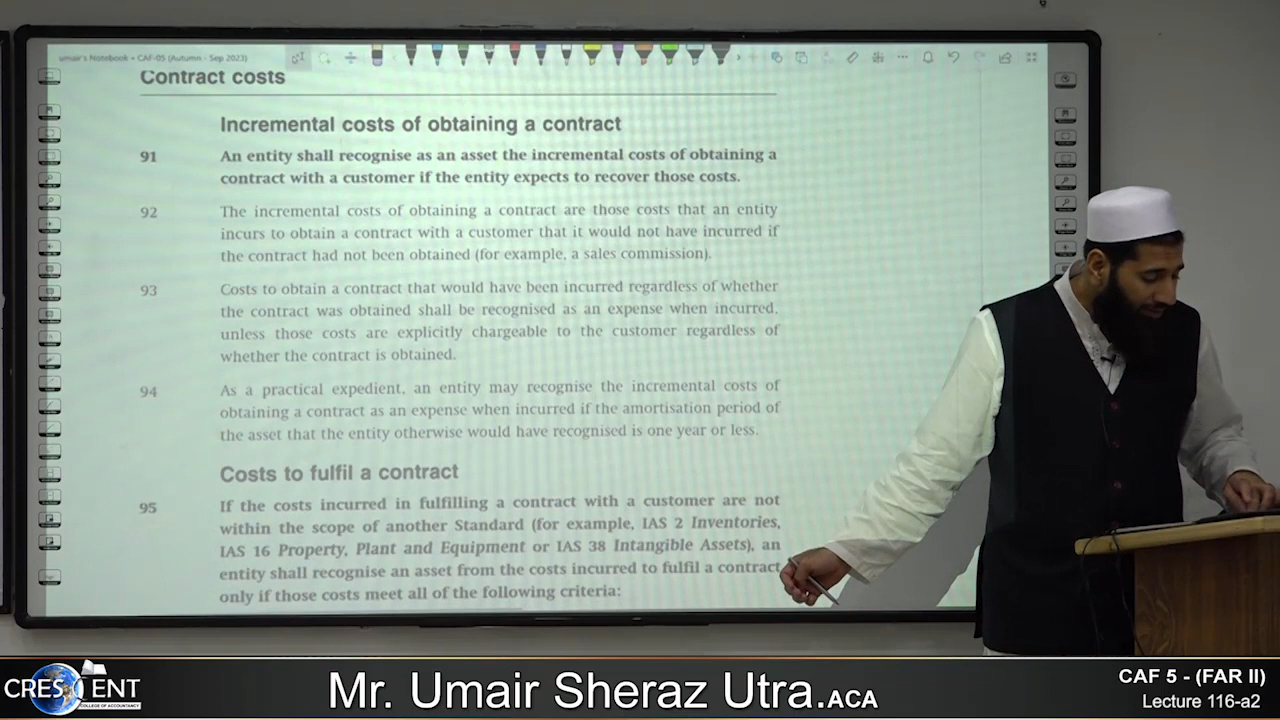 umair's Notebook • CAF-05 (Autumn - Sep 2023)
Contract costs
Incremental costs of obtaining a contract
91 An entity shall recognise as an asset the incremental costs of obtaining a
contract with a customer if the entity expects to recover those costs.
92 The incremental costs of obtaining a contract are those costs that an entity
incurs to obtain a contract with a customer that it would not have incurred if
the contract had not been obtained (for example, a sales commission).
93 Costs to obtain a contract that would have been incurred regardless of whether
the contract was obtained shall be recognised as an expense when incurred,
unless those costs are explicitly chargeable to the customer regardless of
whether the contract is obtained.
94 As a practical expedient, an entity may recognise the incremental costs of
obtaining a contract as an expense when incurred if the amortisation period of
the asset that the entity otherwise would have recognised is one year or less.
Costs to fulfil a contract
95 If the costs incurred in fulfilling a contract with a customer are not
within the scope of another Standard (for example, IAS 2 Inventories,
IAS 16 Property, Plant and Equipment or IAS 38 Intangible Assets), an
entity shall recognise an asset from the costs incurred to fulfil a contract
only if those costs meet all of the following criteria:
CRESCENT
COLLEGE OF ACCOUNTANCY
Mr. Umair Sheraz Utra.ACA
CAF 5 - (FAR II)
Lecture 116-a2